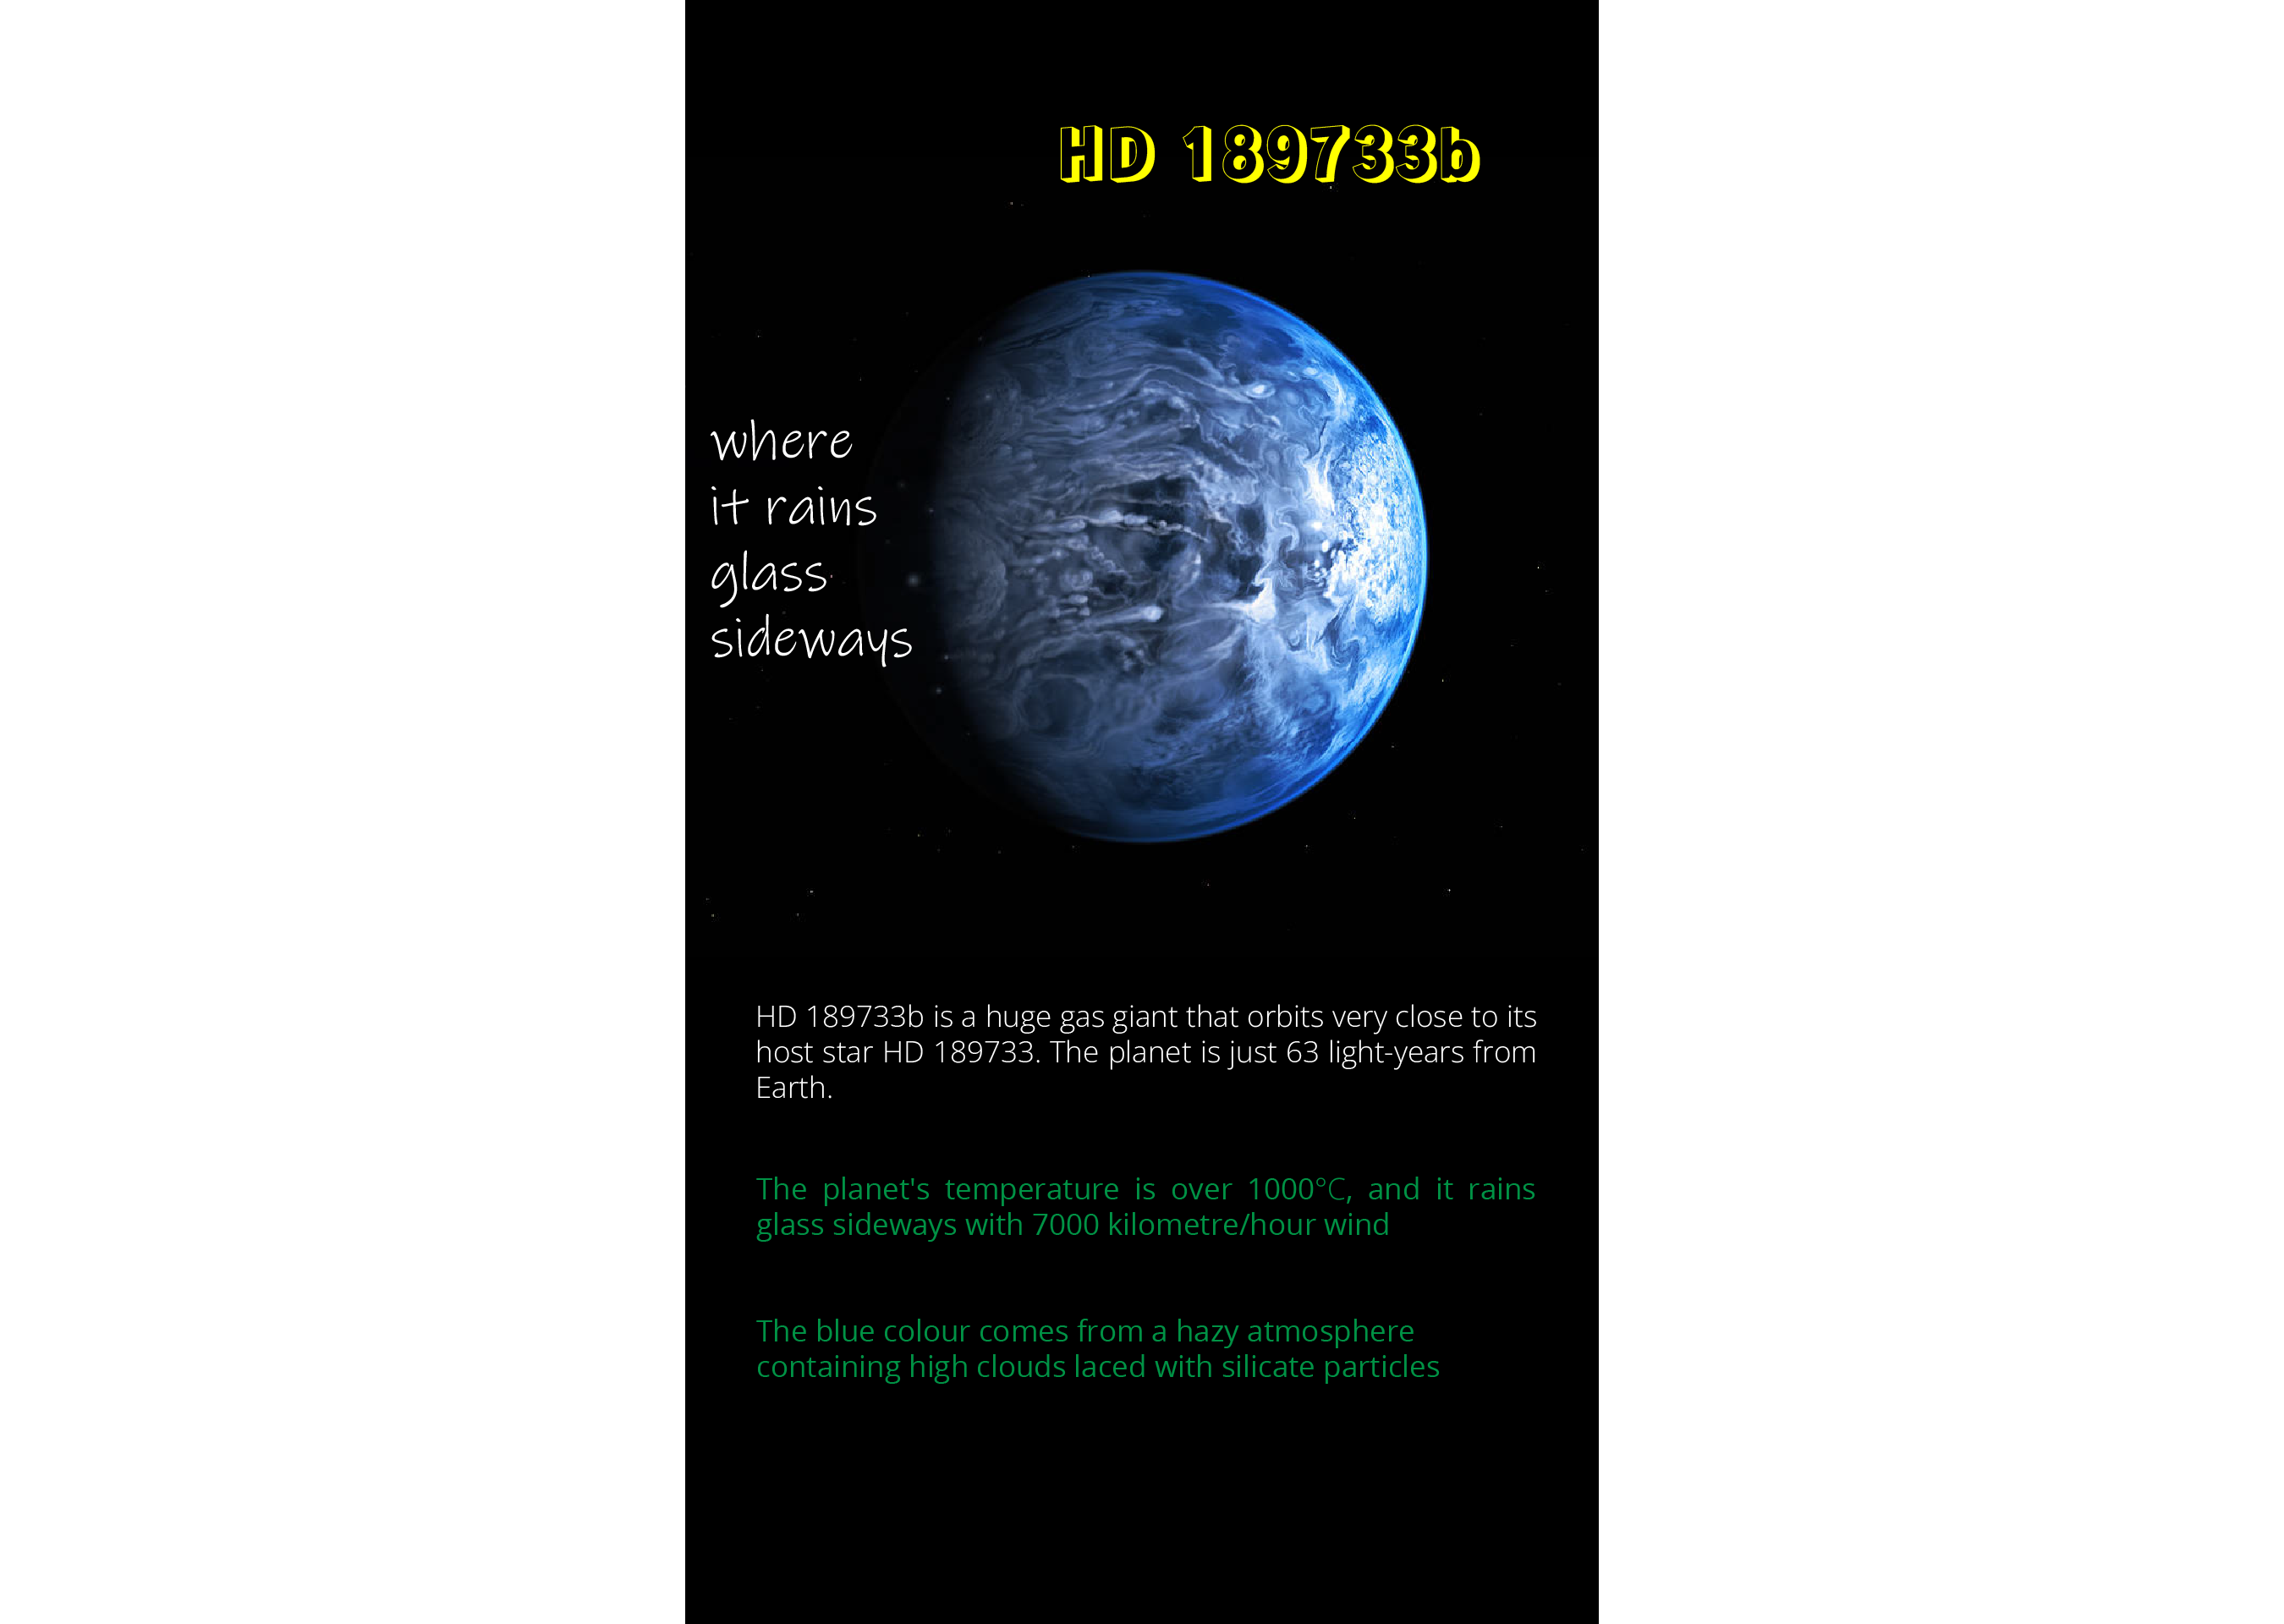 HD 189733b
where
it rains
glass
sideways
HD 189733b is a huge gas giant that orbits very close to its
host star HD 189733. The planet is just 63 light-years from
Earth.
The planet's temperature is over 1000°C, and it rains
glass sideways with 7000 kilometre/hour wind
The blue colour comes from a hazy atmosphere
containing high clouds laced with silicate particles